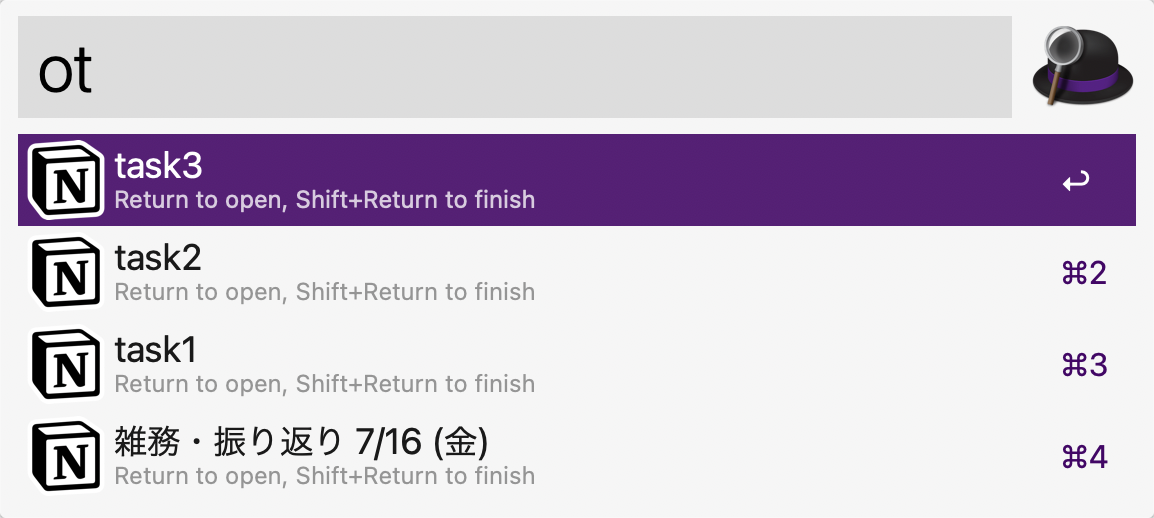 ot
task3
Return to open, Shift+Return to finish
↩
task2
Return to open, Shift+Return to finish
⌘2
task1
Return to open, Shift+Return to finish
⌘3
雑務・振り返り 7/16 (金)
Return to open, Shift+Return to finish
⌘4
N
N
N
N